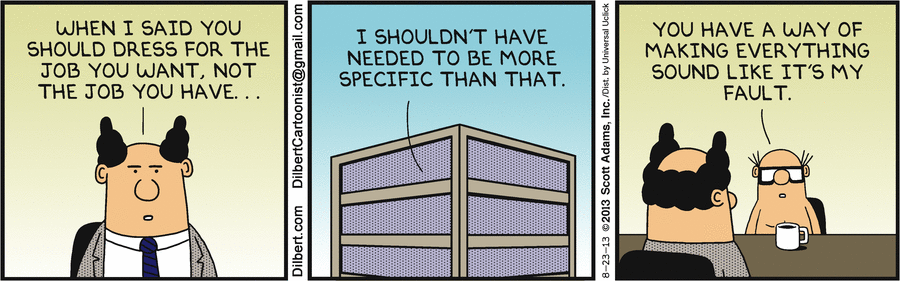 WHEN I SAID YOU
SHOULD DRESS FOR THE
JOB YOU WANT, NOT
THE JOB YOU HAVE...
Dilbert.com DilbertCartoonist@gmail.com
I SHOULDN'T HAVE
NEEDED TO BE MORE
SPECIFIC THAN THAT.
8-23-13 ©2013 Scott Adams, Inc./Dist. by Universal Uclick
YOU HAVE A WAY OF
MAKING EVERYTHING
SOUND LIKE IT'S MY
FAULT.